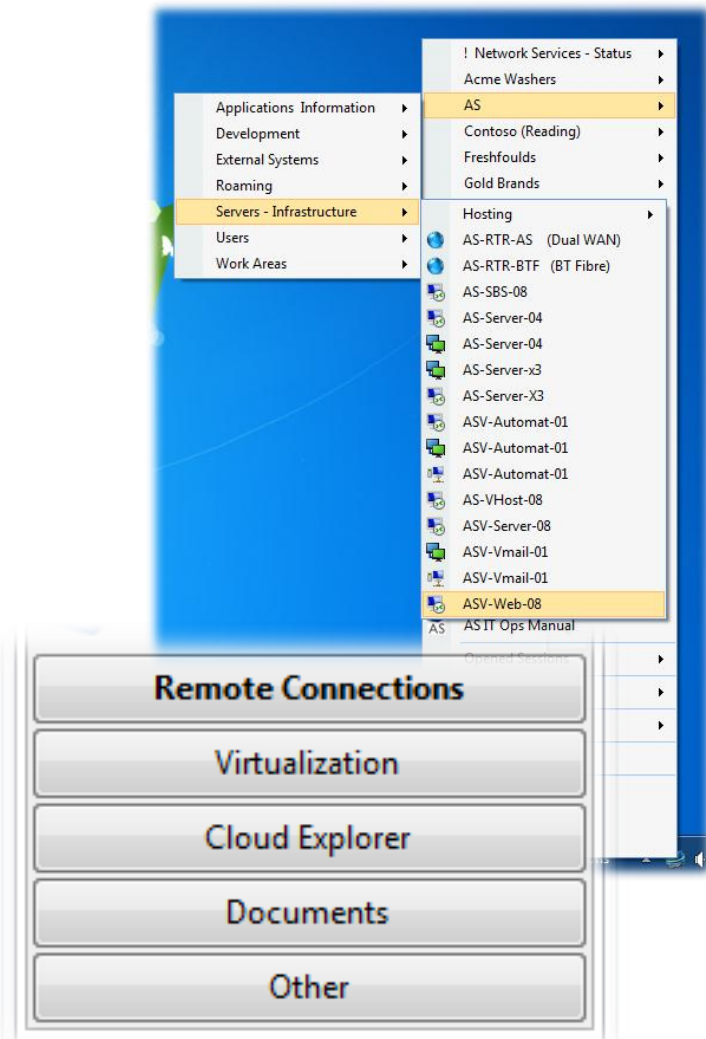 ! Network Services - Status
Acme Washers
AS
Contoso (Reading)
Freshfoulds
Gold Brands
Applications Information
Development
External Systems
Roaming
Servers - Infrastructure
Users
Work Areas
Hosting
AS-RTR-AS (Dual WAN)
AS-RTR-BTF (BT Fibre)
AS-SBS-08
AS-Server-04
AS-Server-04
AS-Server-x3
AS-Server-X3
ASV-Automat-01
ASV-Automat-01
ASV-Automat-01
AS-VHost-08
ASV-Server-08
ASV-Vmail-01
ASV-Vmail-01
ASV-Web-08
AS AS IT Ops Manual
Opened Sessions
Remote Connections
Virtualization
Cloud Explorer
Documents
Other